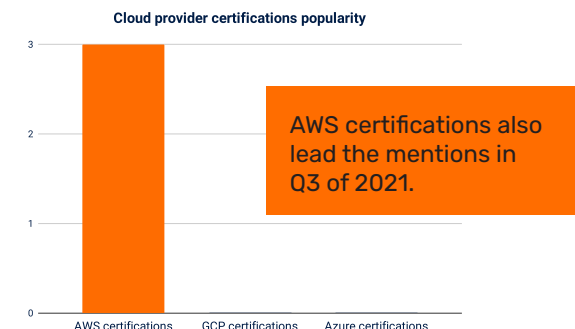 Cloud provider certifications popularity
3
AWS certifications also
lead the mentions in
Q3 of 2021.
2
1
0
AWS certifications GCP certifications Azure certifications